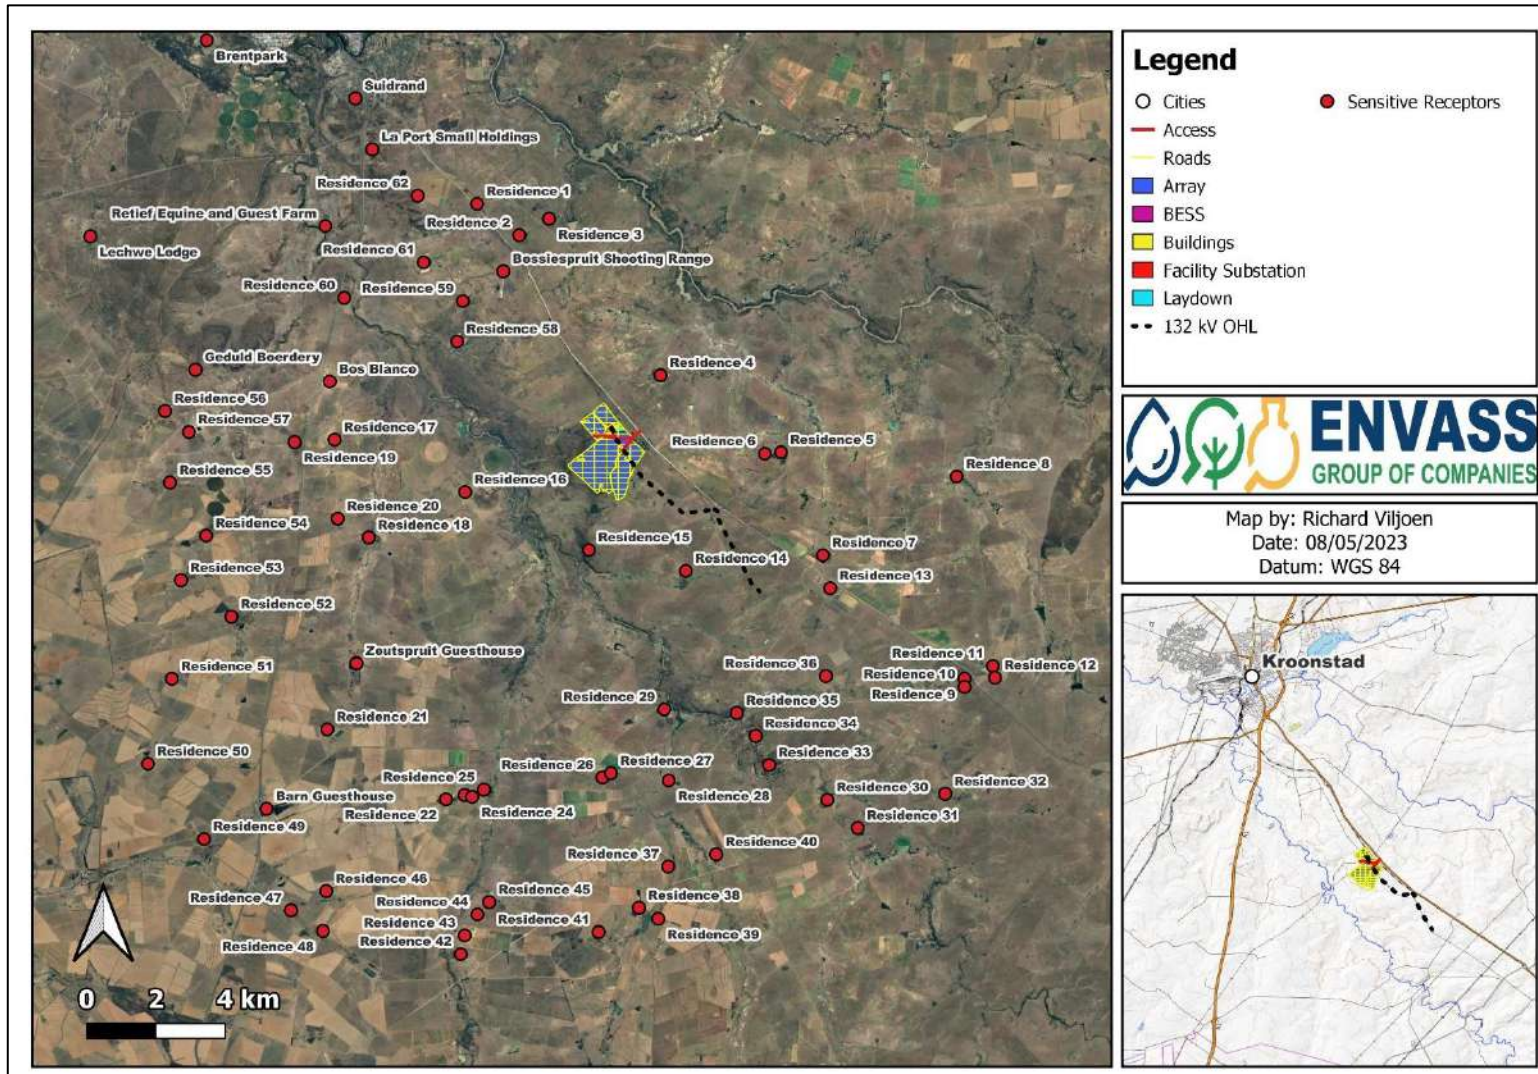 Brentpark
Suidrand
La Port Small Holdings
Residence 62
Residence 1
Retief Equine and Guest Farm
Residence 2
Residence 3
Lechwe Lodge
Residence 61
Bossiespruit Shooting Range
Residence 60
Residence 59
Residence 58
Geduld Boerdery
Bos Blanco
Residence 4
Residence 56
Residence 57
Residence 17
Residence 19
Residence 6
Residence 5
Residence 55
Residence 16
Residence 8
Residence 20
Residence 54
Residence 18
Residence 15
Residence 14
Residence 7
Residence 53
Residence 13
Residence 52
Zoutspruit Guesthouse
Residence 51
Residence 36
Residence 11
Residence 12
Residence 10
Residence 9
Residence 29
Residence 35
Residence 21
Residence 34
Residence 50
Residence 33
Residence 26
Residence 27
Residence 25
Residence 28
Residence 30
Residence 32
Barn Guesthouse
Residence 22
Residence 24
Residence 49
Residence 31
Residence 37
Residence 40
Residence 46
Residence 47
Residence 45
Residence 44
Residence 38
Residence 43
Residence 41
Residence 39
Residence 48
Residence 42
0 2 4 km
Legend
Cities
Sensitive Receptors
Access
Roads
Array
BESS
Buildings
Facility Substation
Laydown
132 kV OHL
ENVASS
GROUP OF COMPANIES
Map by: Richard Viljoen
Date: 08/05/2023
Datum: WGS 84
Kroonstad